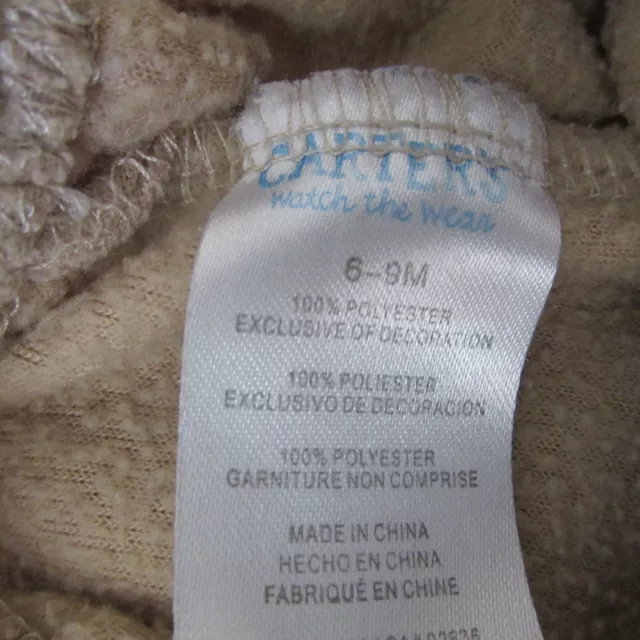 CARTER'S
watch the wear
6-9M
100% POLYESTER
EXCLUSIVE OF DECORATION
100% POLIESTER
EXCLUSIVO DE DECORACION
100% POLYESTER
GARNITURE NON COMPRISE
MADE IN CHINA
HECHO EN CHINA
FABRIQUÉ EN CHINE